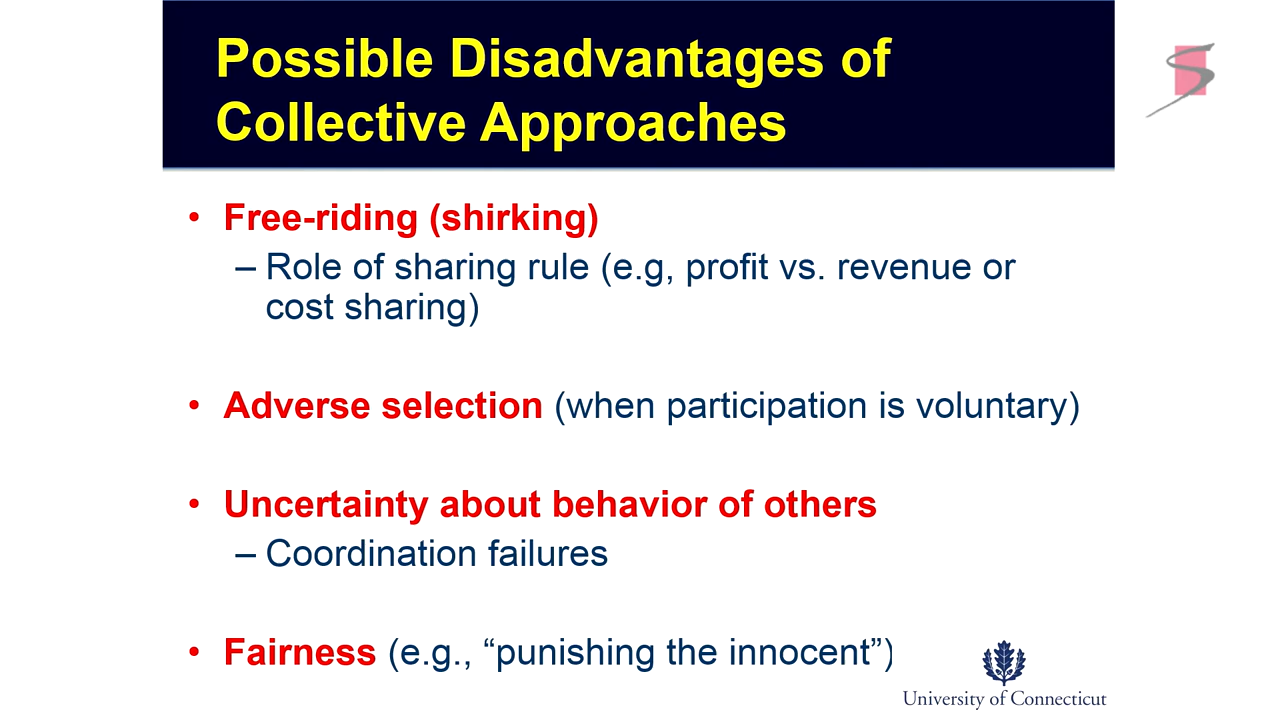 Possible Disadvantages of
Collective Approaches
• Free-riding (shirking)
– Role of sharing rule (e.g, profit vs. revenue or
cost sharing)
• Adverse selection (when participation is voluntary)
• Uncertainty about behavior of others
– Coordination failures
• Fairness (e.g., “punishing the innocent”)
University of Connecticut